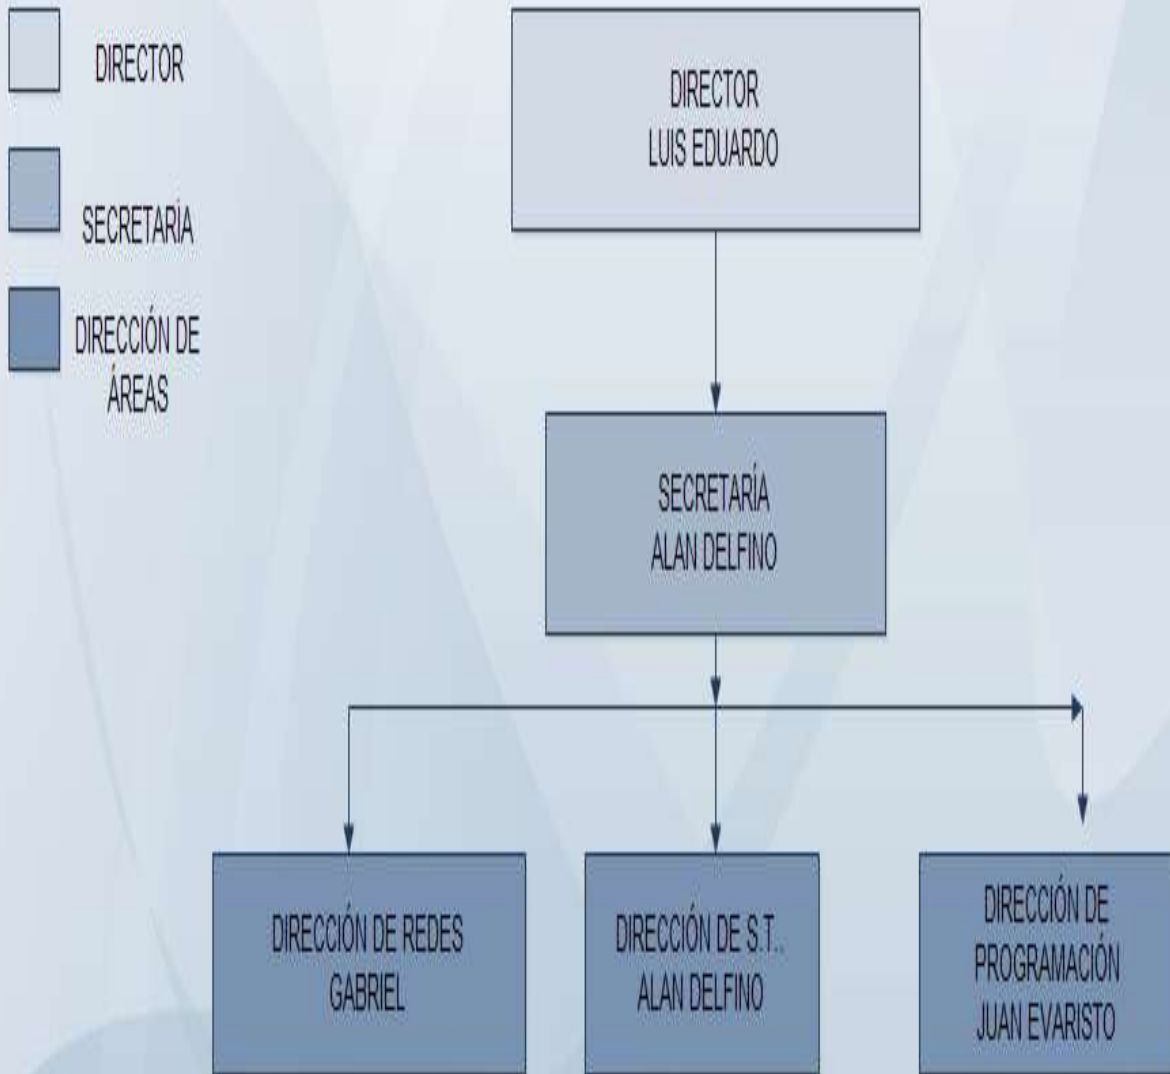 DIRECTOR
SECRETARÍA
DIRECCIÓN DE
ÁREAS
DIRECTOR
LUIS EDUARDO
SECRETARÍA
ALAN DELFINO
DIRECCIÓN DE REDES
GABRIEL
DIRECCIÓN DE S.T..
ALAN DELFINO
DIRECCIÓN DE
PROGRAMACIÓN
JUAN EVARISTO